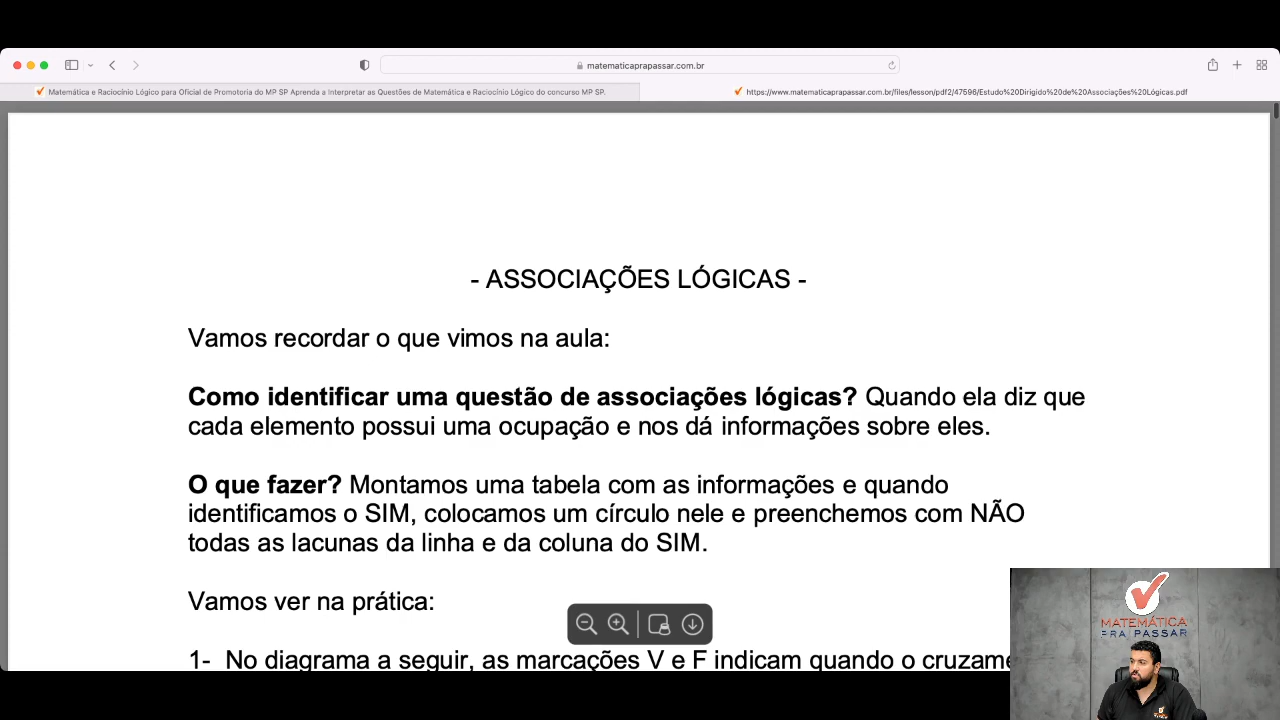 matematicaprapassar.com.br
Matemática e Raciocínio Lógico para Oficial de Promotoria do MP SP Aprenda a Interpretar as Questões de Matemática e Raciocínio Lógico do concurso MP SP.
https://www.matematicaprapassar.com.br/files/lesson/pdf2/47596/Estudo%20Dirigido%20de%20Associações%20Lógicas.pdf
- ASSOCIAÇÕES LÓGICAS -
Vamos recordar o que vimos na aula:
Como identificar uma questão de associações lógicas? Quando ela diz que
cada elemento possui uma ocupação e nos dá informações sobre eles.
O que fazer? Montamos uma tabela com as informações e quando
identificamos o SIM, colocamos um círculo nele e preenchemos com NÃO
todas as lacunas da linha e da coluna do SIM.
Vamos ver na prática:
1- No diagrama a seguir, as marcações V e F indicam quando o cruzame
MATEMÁTICA
PRA PASSAR